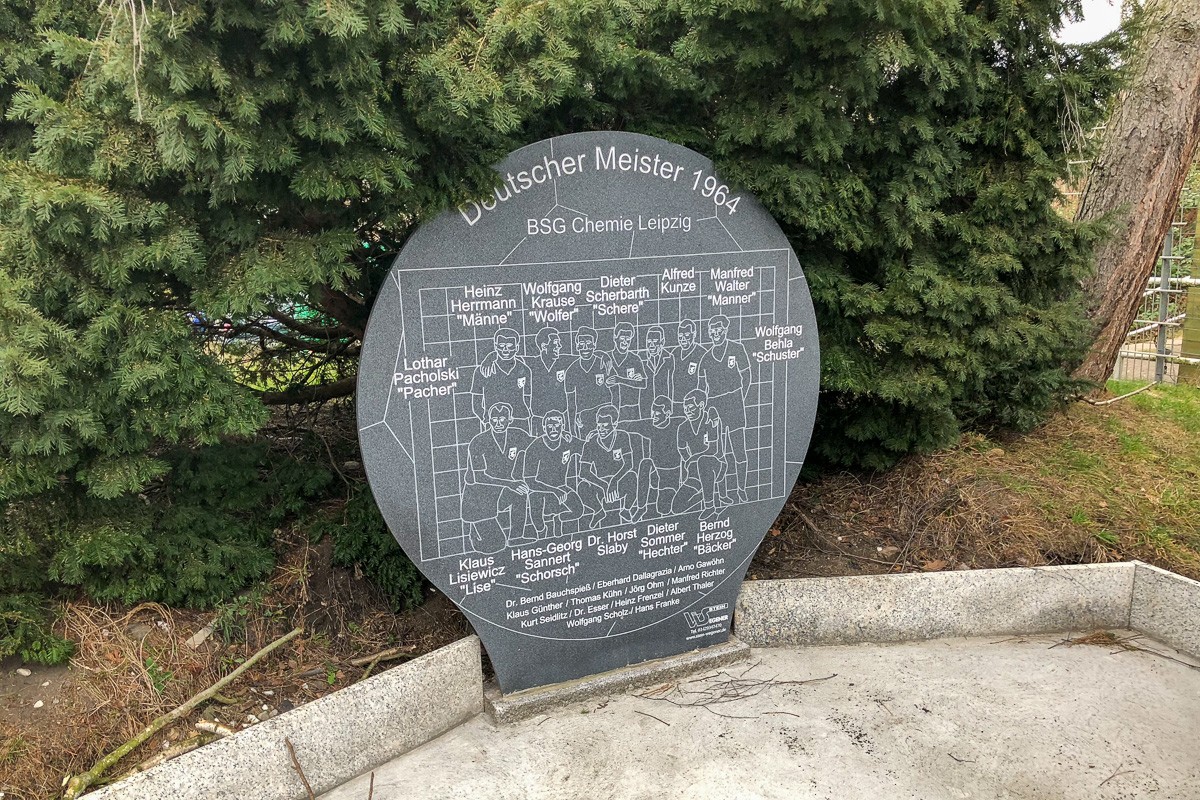 Deutscher Meister 1964
BSG Chemie Leipzig
Heinz
Herrmann
"Männe"
Wolfgang
Krause
"Wolfer"
Dieter
Scherbarth
"Schere"
Alfred
Kunze
Manfred
Walter
"Manner"
Wolfgang
Behla
"Schuster"
Lothar
Pacholski
"Pacher"
Klaus
Lisiewicz
"Lise"
Hans-Georg
Sannert
"Schorsch"
Dr. Horst
Slaby
Dieter
Sommer
"Hechter"
Bernd
Herzog
"Bäcker"
Dr. Bernd Bauchspieß / Eberhard Dallagrazia / Arno Gawöhn
Klaus Günther / Thomas Kühn / Jörg Ohm / Manfred Richter
Kurt Seidlitz / Dr. Esser / Heinz Frenzel / Albert Thaler
Wolfgang Scholz / Hans Franke
STEIN
WEGENER